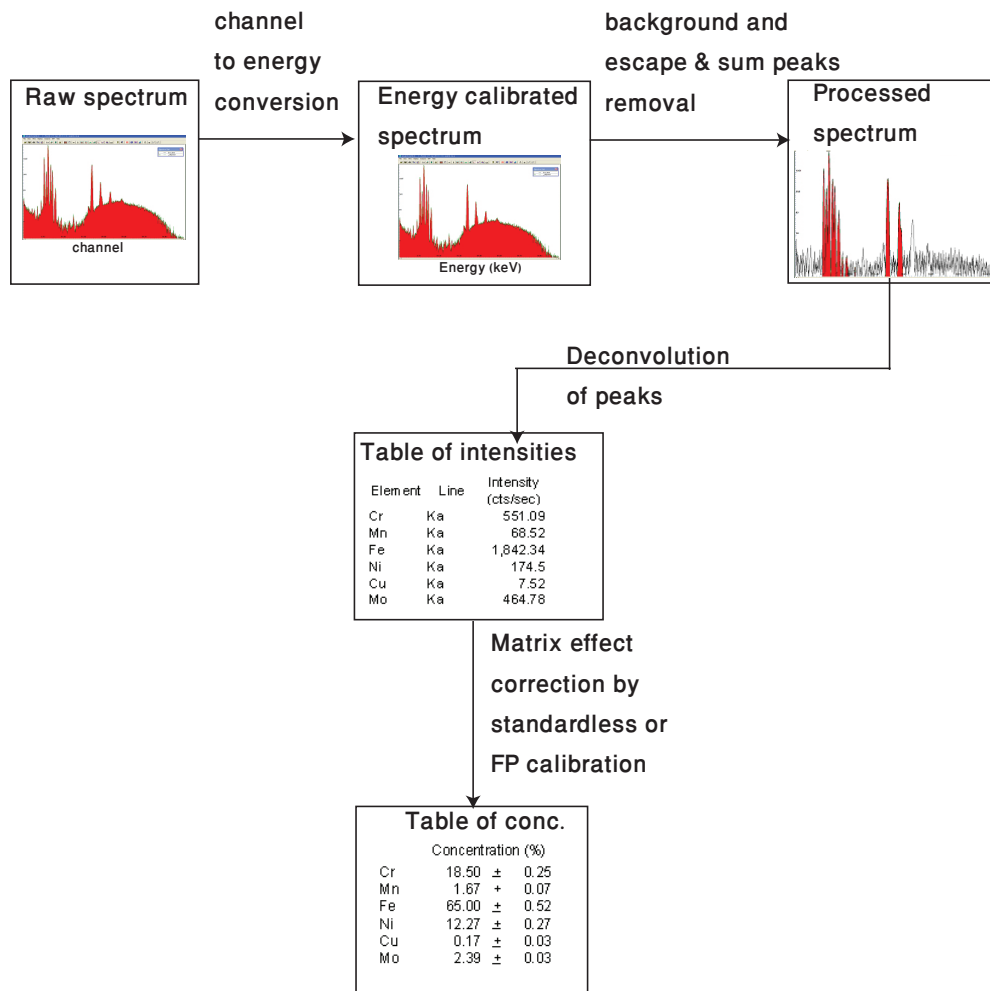 channel
to energy
conversion
background and
escape & sum peaks
removal
Raw spectrum
channel
Energy calibrated
spectrum
Energy (keV)
Processed
spectrum
Deconvolution
of peaks
Table of intensities
Element Line Intensity
(cts/sec)
Cr Ka 551.09
Mn Ka 68.52
Fe Ka 1,842.34
Ni Ka 174.5
Cu Ka 7.52
Mo Ka 464.78
Matrix effect
correction by
standardless or
FP calibration
Table of conc.
Concentration (%)
Cr 18.50 ± 0.25
Mn 1.67 + 0.07
Fe 65.00 ± 0.52
Ni 12.27 ± 0.27
Cu 0.17 ± 0.03
Mo 2.39 ± 0.03